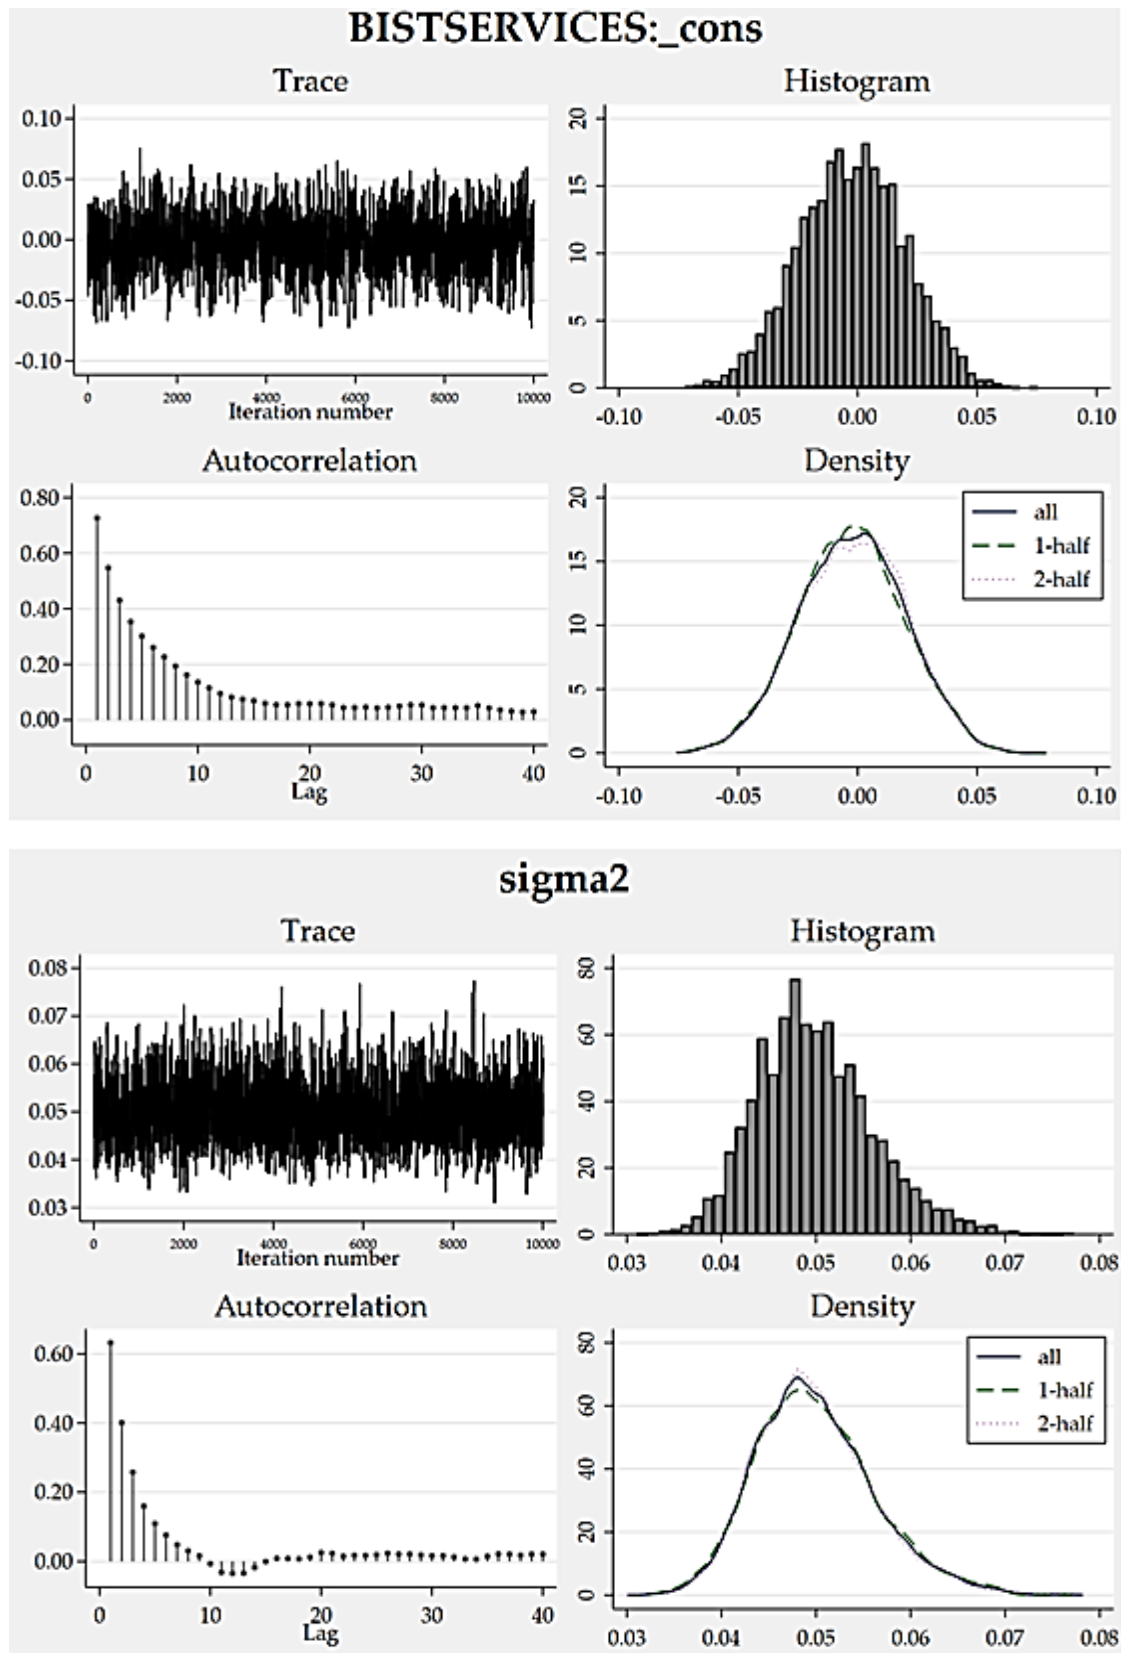 BISTSERVICES:_cons
Trace
0.10
0.05
0.00
-0.05
-0.10
0 2000 4000 6000 8000 10000
Iteration number
Histogram
20
15
10
5
0
-0.10 -0.05 0.00 0.05 0.10
Autocorrelation
0.80
0.60
0.40
0.20
0.00
0 10 20 30 40
Lag
Density
20
15
10
5
0
-0.10 -0.05 0.00 0.05 0.10
all
1-half
2-half
sigma2
Trace
0.08
0.07
0.06
0.05
0.04
0.03
0 2000 4000 6000 8000 10000
Iteration number
Histogram
80
60
40
20
0
0.03 0.04 0.05 0.06 0.07 0.08
Autocorrelation
0.60
0.40
0.20
0.00
0 10 20 30 40
Lag
Density
80
60
40
20
0
0.03 0.04 0.05 0.06 0.07 0.08
all
1-half
2-half